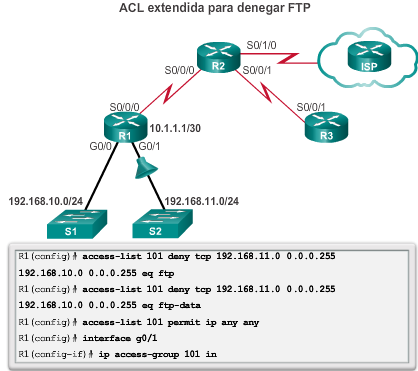 ACL extendida para denegar FTP
S0/1/0
R2
ISP
S0/0/0
S0/0/1
S0/0/0
S0/0/1
R1
10.1.1.1/30
R3
G0/0
G0/1
192.168.10.0/24
192.168.11.0/24
S1
S2
R1(config)# access-list 101 deny tcp 192.168.11.0 0.0.0.255
192.168.10.0 0.0.0.255 eq ftp
R1(config)# access-list 101 deny tcp 192.168.11.0 0.0.0.255
192.168.10.0 0.0.0.255 eq ftp-data
R1(config)# access-list 101 permit ip any any
R1(config)# interface g0/1
R1(config-if)# ip access-group 101 in